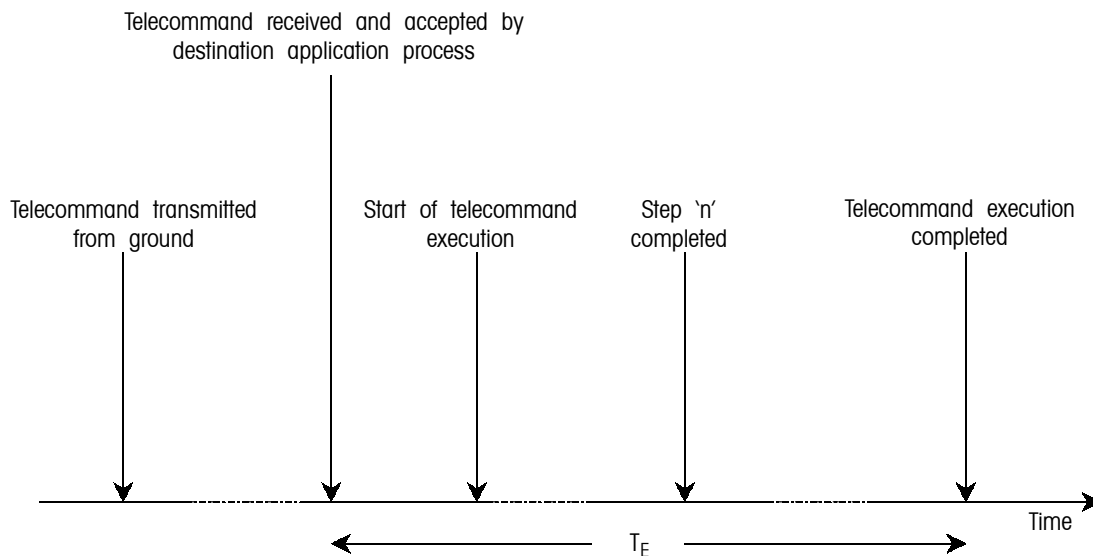 Telecommand received and accepted by
destination application process
Telecommand transmitted
from ground
Start of telecommand
execution
Step ‘n’
completed
Telecommand execution
completed
Time
T_E